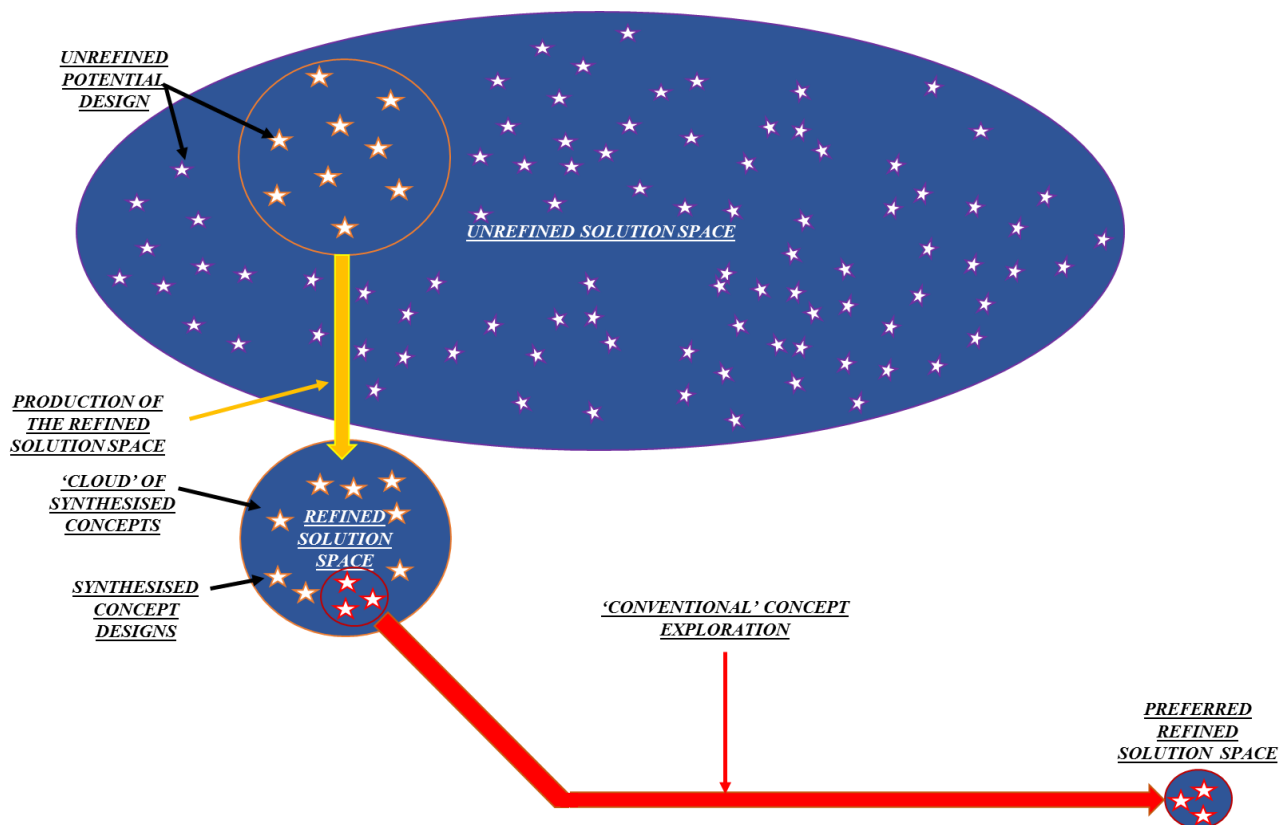 UNREFINED
POTENTIAL
DESIGN
UNREFINED SOLUTION SPACE
PRODUCTION OF
THE REFINED
SOLUTION SPACE
‘CLOUD’ OF
SYNTHESISED
CONCEPTS
REFINED
SOLUTION
SPACE
SYNTHESISED
CONCEPT
DESIGNS
‘CONVENTIONAL’ CONCEPT
EXPLORATION
PREFERRED
REFINED
SOLUTION SPACE